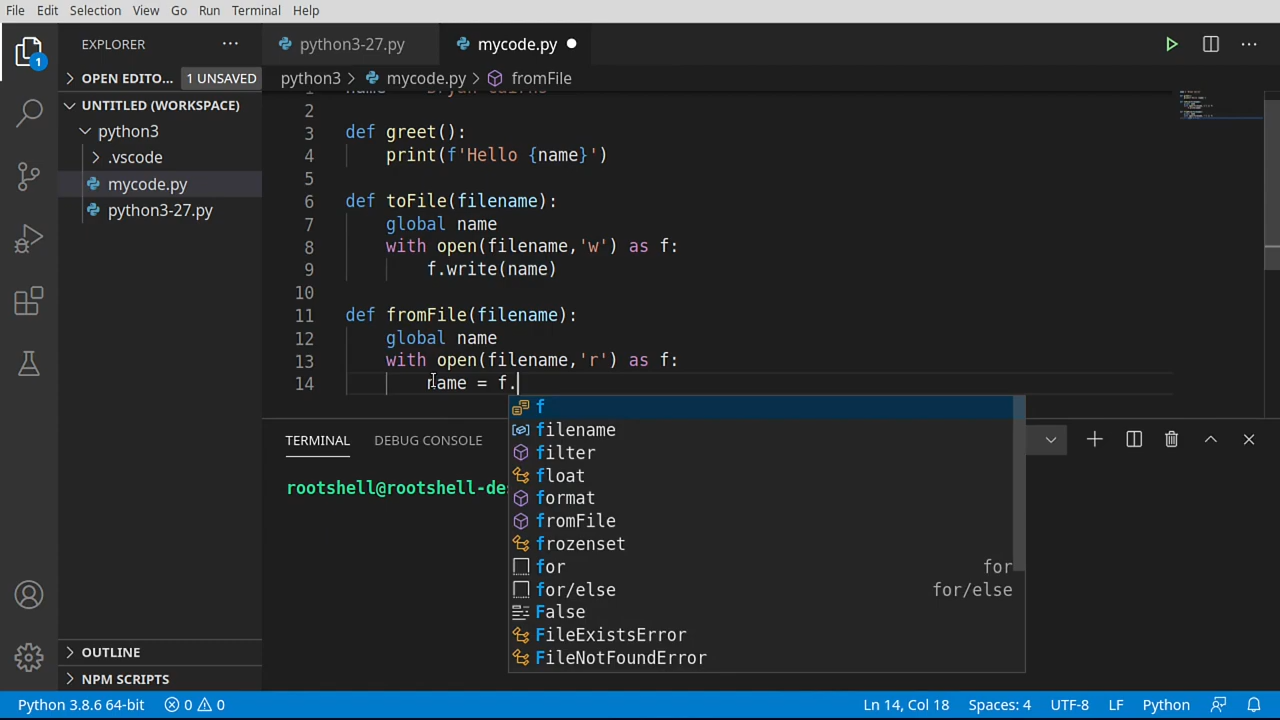 File Edit Selection View Go Run Terminal Help
EXPLORER
python3-27.py
mycode.py
OPEN EDITO... 1 UNSAVED
python3 > mycode.py > fromFile
UNTITLED (WORKSPACE)
python3
.vscode
mycode.py
python3-27.py
1
2
3 def greet():
4 print(f'Hello {name}')
5
6 def toFile(filename):
7 global name
8 with open(filename,'w') as f:
9 f.write(name)
10
11 def fromFile(filename):
12 global name
13 with open(filename,'r') as f:
14 name = f.
f
filename
filter
float
format
fromFile
frozenset
for for
for/else for/else
False
FileExistsError
FileNotFoundError
TERMINAL DEBUG CONSOLE
rootshell@rootshell-des
OUTLINE
NPM SCRIPTS
1
Python 3.8.6 64-bit 0 0 Ln 14, Col 18 Spaces: 4 UTF-8 LF Python